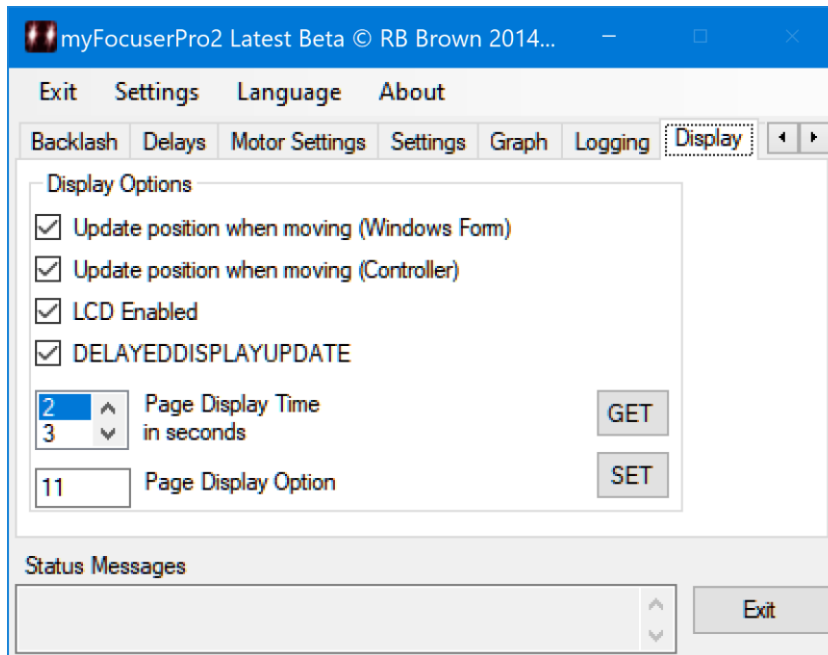 myFocuserPro2 Latest Beta © RB Brown 2014...
Exit Settings Language About
Backlash Delays Motor Settings Settings Graph Logging Display
Display Options
Update position when moving (Windows Form)
Update position when moving (Controller)
LCD Enabled
DELAYEDDISPLAYUPDATE
2 Page Display Time
3 in seconds
GET
11 Page Display Option
SET
Status Messages
Exit